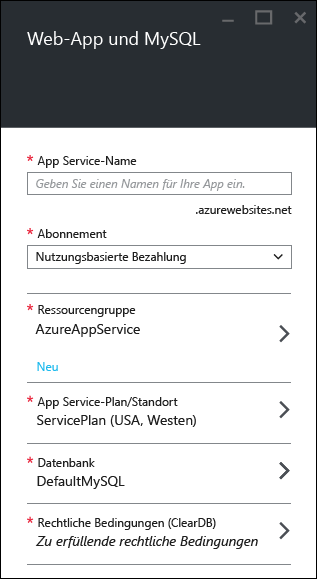 Web-App und MySQL
* App Service-Name
Geben Sie einen Namen für Ihre App ein.
.azurewebsites.net
* Abonnement
Nutzungsbasierte Bezahlung
* Ressourcengruppe
AzureAppService
Neu
* App Service-Plan/Standort
ServicePlan (USA, Westen)
* Datenbank
DefaultMySQL
* Rechtliche Bedingungen (ClearDB)
Zu erfüllende rechtliche Bedingungen